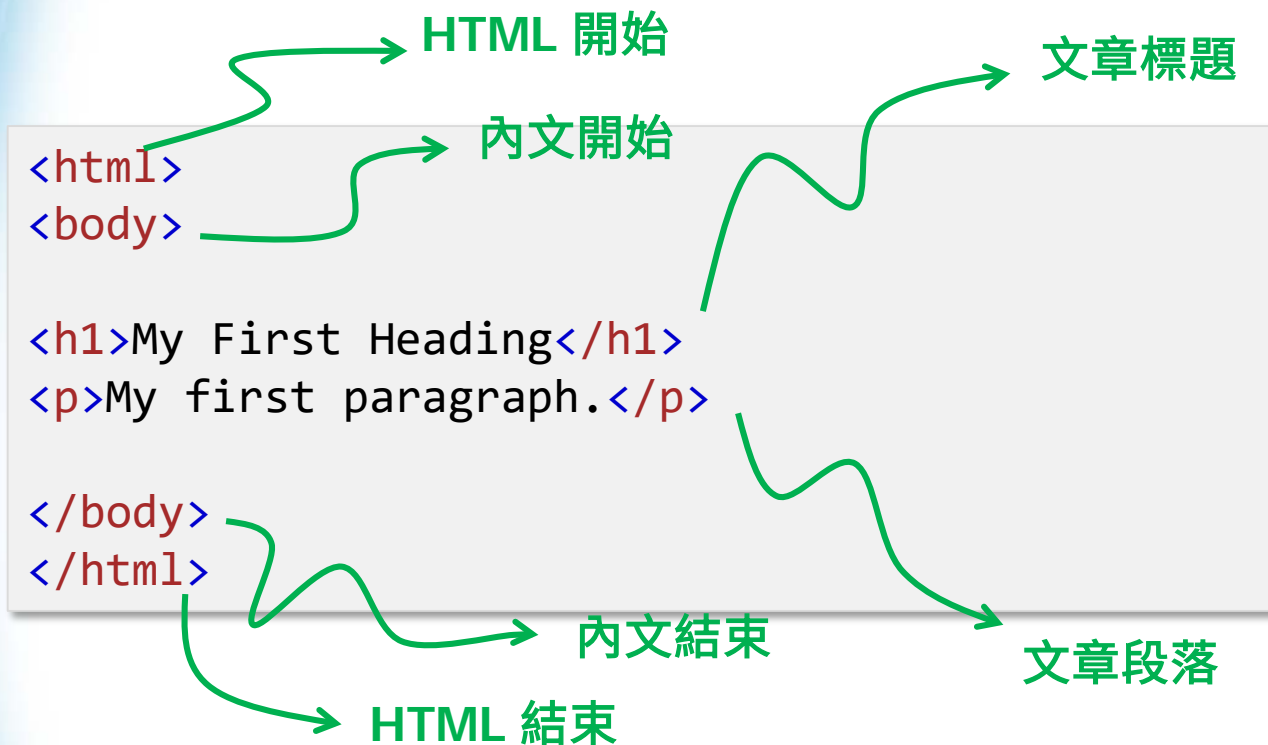 HTML 開始
文章標題
內文開始
<html>
<body>
<h1>My First Heading</h1>
<p>My first paragraph.</p>
</body>
</html>
內文結束
文章段落
HTML 結束